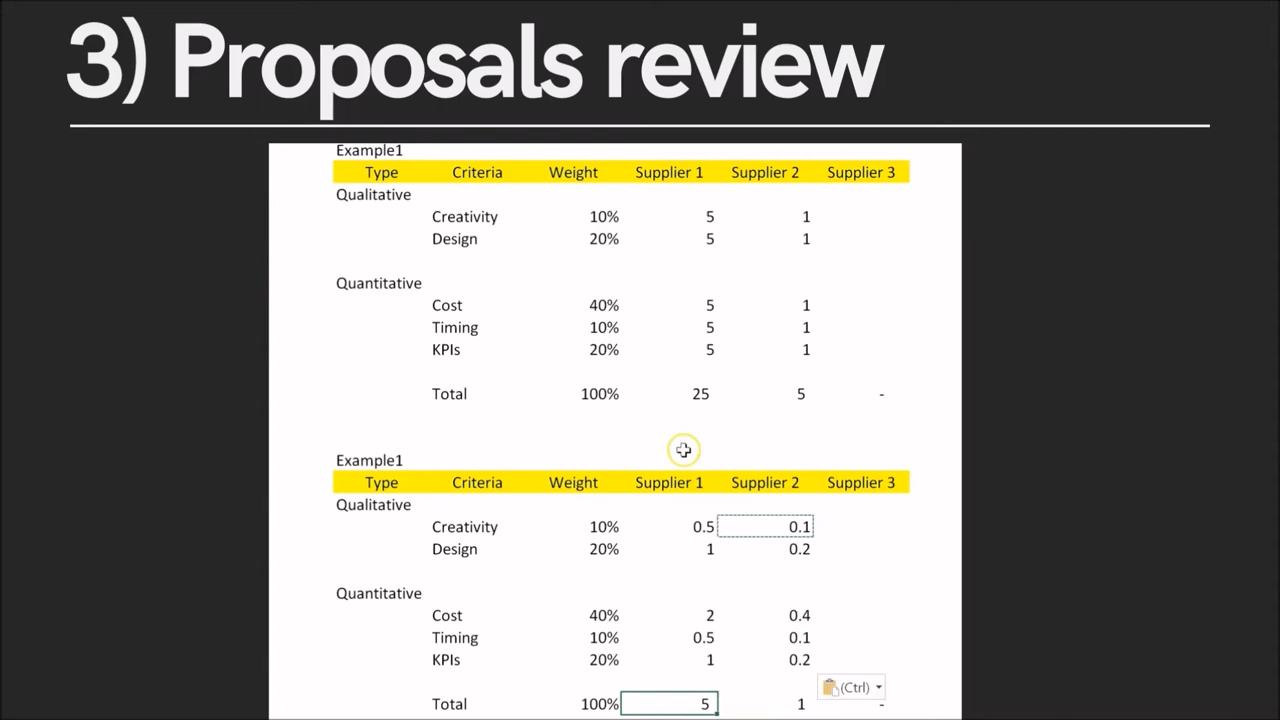 3) Proposals review
Example1
Type Criteria Weight Supplier 1 Supplier 2 Supplier 3
Qualitative
Creativity 10% 5 1
Design 20% 5 1
Quantitative
Cost 40% 5 1
Timing 10% 5 1
KPIs 20% 5 1
Total 100% 25 5 -
Example1
Type Criteria Weight Supplier 1 Supplier 2 Supplier 3
Qualitative
Creativity 10% 0.5 0.1
Design 20% 1 0.2
Quantitative
Cost 40% 2 0.4
Timing 10% 0.5 0.1
KPIs 20% 1 0.2
(Ctrl)
Total 100% 5 1 -